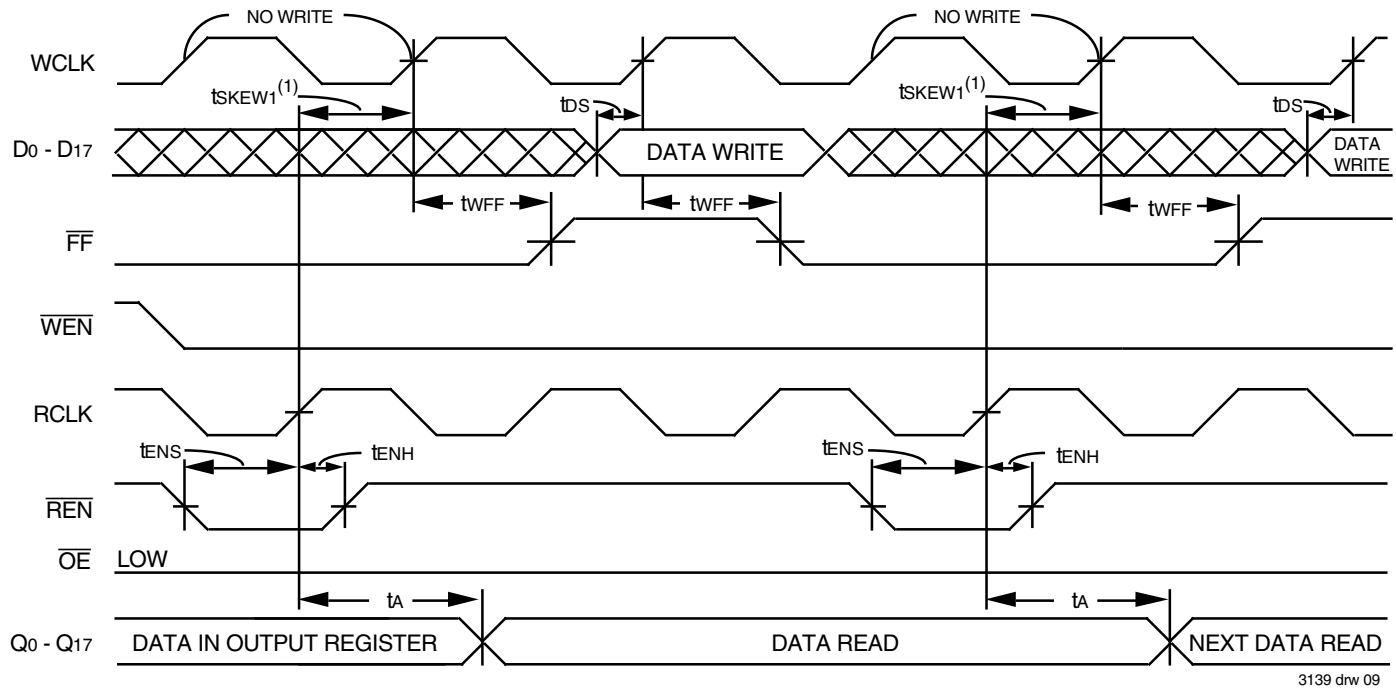 NO WRITE NO WRITE
WCLK
tSKEW1(1) tDS tSKEW1(1) tDS
D0 - D17 DATA WRITE DATA WRITE
tWFF tWFF tWFF
FF
WEN
RCLK
tENS tENH tENS tENH
REN
OE LOW
tA tA
Q0 - Q17 DATA IN OUTPUT REGISTER DATA READ NEXT DATA READ
3139 drw 09